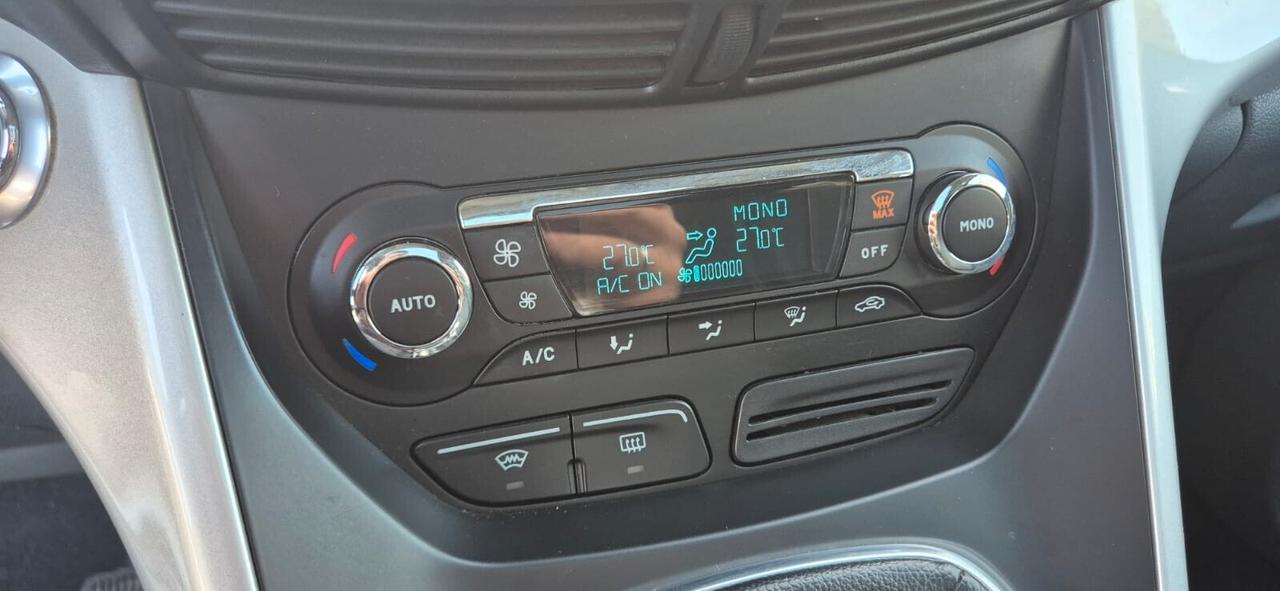 MONO
27.0°C
27.0°C
A/C ON
MAX
OFF
AUTO
MONO
A/C